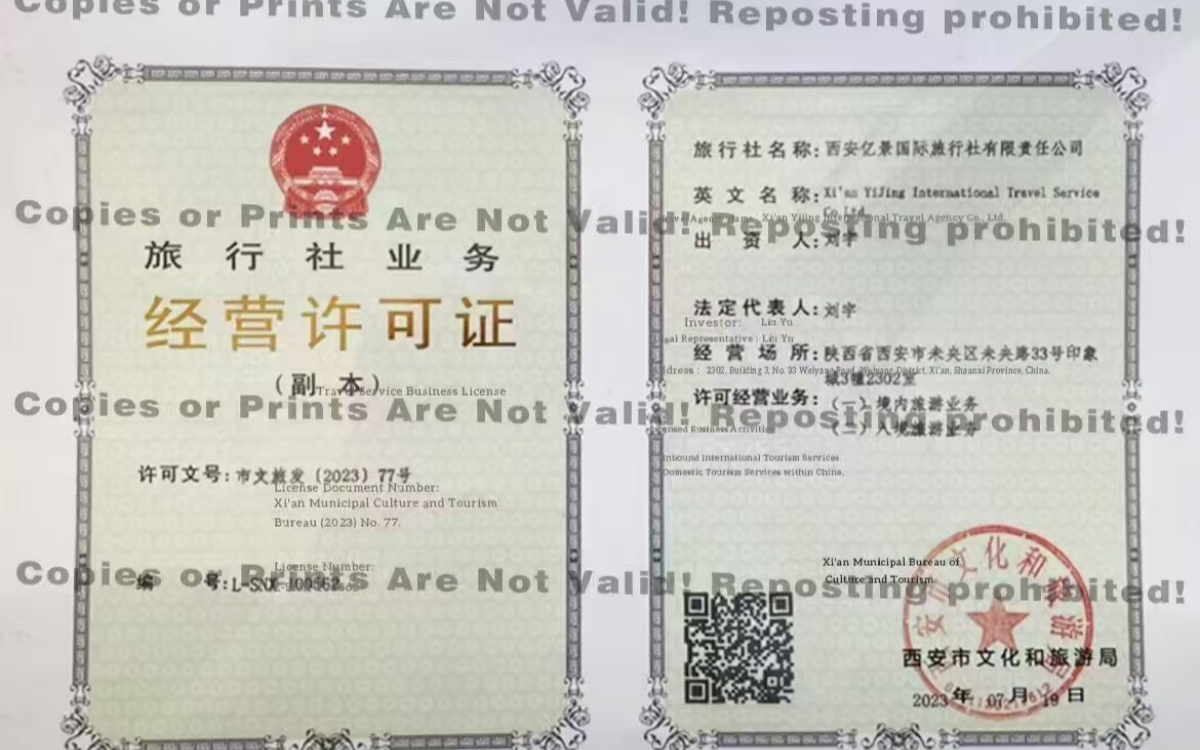 Copies or Prints Are Not Valid! Reposting prohibited!
旅行社业务
经营许可证
(副本)
Travel Service Business License
许可文号:市文旅发〔2023〕77号
License Document Number:
Xi'an Municipal Culture and Tourism
Bureau (2023) No. 77.
License Number:
编号:
旅行社名称:西安亿景国际旅行社有限责任公司
英文名称:Xi'an YiJing International Travel Service
Co.,Ltd.
Xi'an Yijing International Travel Agency Co., Ltd.
出资人:刘宇
法定代表人:刘宇
Investor: Liu Yu
Legal Representative: Liu Yu
经营场所:陕西省西安市未央区未央路33号印象
城3幢2302室
Address: 2302, Building 3, No. 33 Weiyang Road, Weiyang District, Xi'an, Shaanxi Province, China.
许可经营业务:(一)境内旅游业务
(二)入境旅游业务
Licensed Business Activities
Inbound International Tourism Services
Domestic Tourism Services within China.
Xi'an Municipal Bureau of
Culture and Tourism
西安市文化和旅游局
西安市文化和旅游局
2023年07月19日
Copies or Prints Are Not Valid! Reposting prohibited!
Copies or Prints Are Not Valid! Reposting prohibited!
Copies or Prints Are Not Valid! Reposting prohibited!